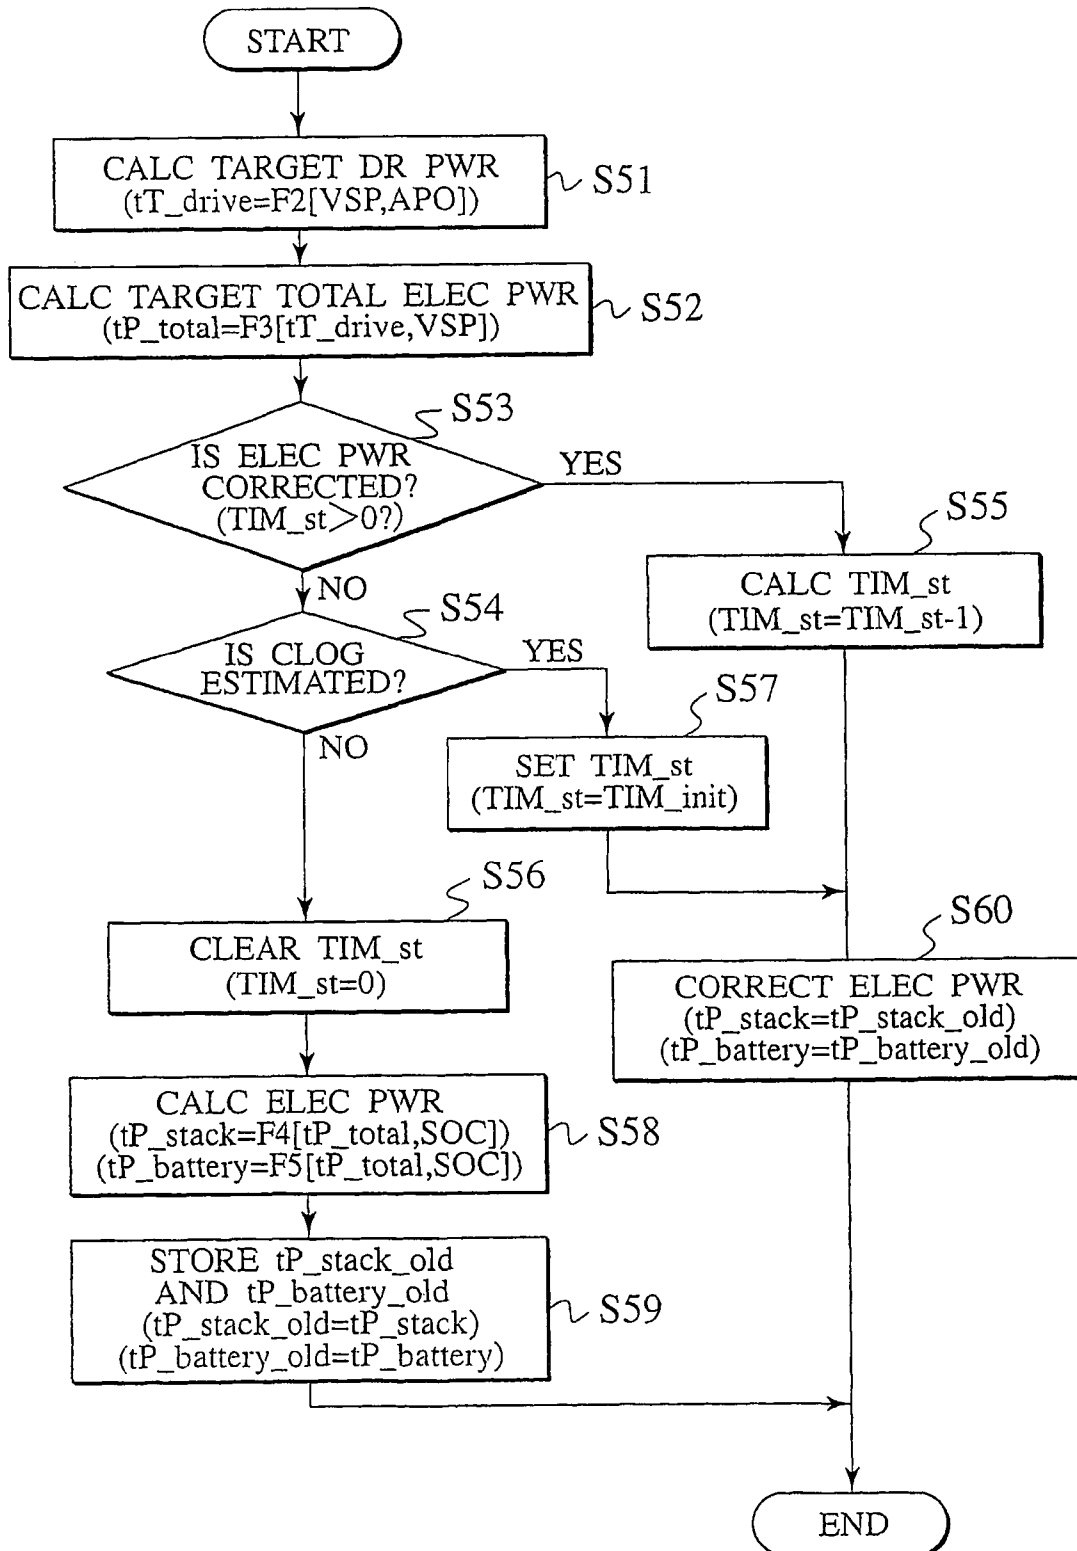 START
CALC TARGET DR PWR
(tT_drive=F2[VSP,APO])
S51
CALC TARGET TOTAL ELEC PWR
(tP_total=F3[tT_drive,VSP])
S52
S53
IS ELEC PWR
CORRECTED?
(TIM_st>0?)
YES
NO
S55
CALC TIM_st
(TIM_st=TIM_st-1)
S54
IS CLOG
ESTIMATED?
YES
NO
S57
SET TIM_st
(TIM_st=TIM_init)
S56
CLEAR TIM_st
(TIM_st=0)
S60
CORRECT ELEC PWR
(tP_stack=tP_stack_old)
(tP_battery=tP_battery_old)
CALC ELEC PWR
(tP_stack=F4[tP_total,SOC])
(tP_battery=F5[tP_total,SOC])
S58
STORE tP_stack_old
AND tP_battery_old
(tP_stack_old=tP_stack)
(tP_battery_old=tP_battery)
S59
END